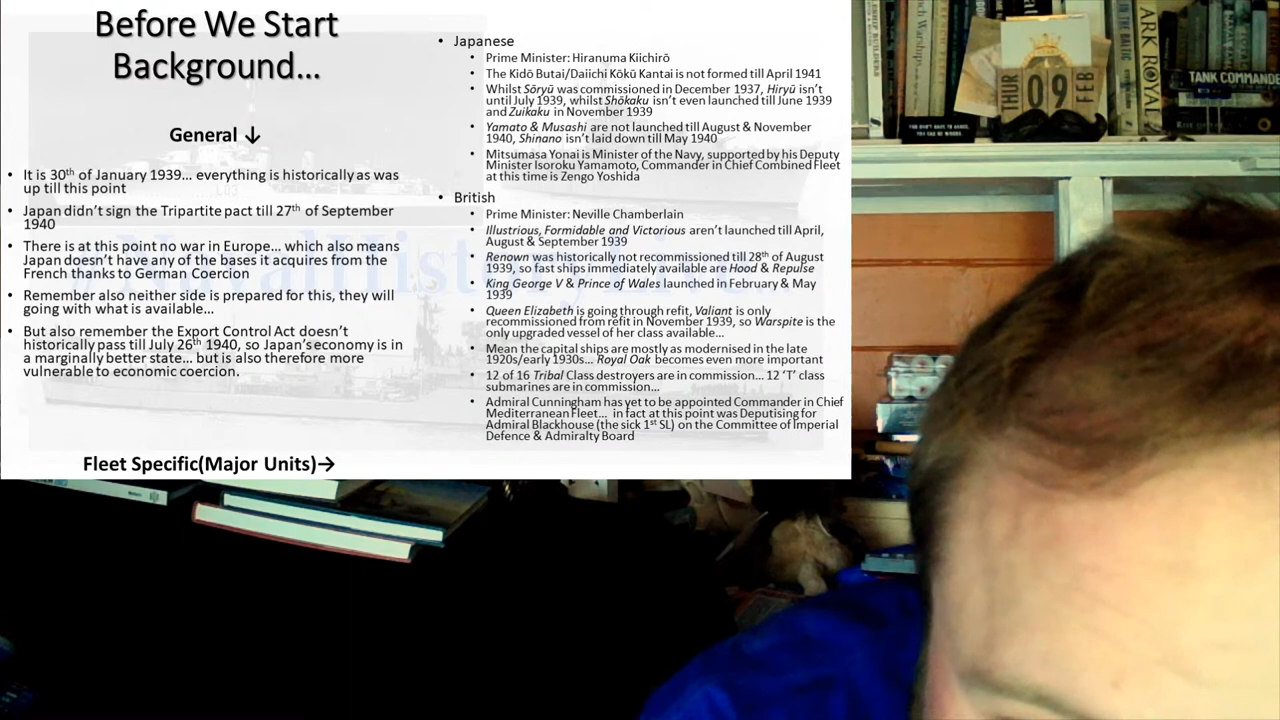 Before We Start
Background...
General ↓
• It is 30th of January 1939... everything is historically as was
up till this point
• Japan didn't sign the Tripartite pact till 27th of September
1940
• There is at this point no war in Europe... which also means
Japan doesn't have any of the bases it acquires from the
French thanks to German Coercion
• Remember also neither side is prepared for this, they will
going with what is available...
• But also remember the Export Control Act doesn't
historically pass till July 26th 1940, so Japan's economy is in
a marginally better state... but is also therefore more
vulnerable to economic coercion.
Fleet Specific(Major Units)→
• Japanese
• Prime Minister: Hiranuma Kiichirō
• The Kidō Butai/Daiichi Kōkū Kantai is not formed till April 1941
• Whilst Sōryū was commissioned in December 1937, Hiryū isn't
until July 1939, whilst Shōkaku isn't even launched till June 1939
and Zuikaku in November 1939
• Yamato & Musashi are not launched till August & November
1940, Shinano isn't laid down till May 1940
• Mitsumasa Yonai is Minister of the Navy, supported by his Deputy
Minister Isoroku Yamamoto, Commander in Chief Combined Fleet
at this time is Zengo Yoshida
• British
• Prime Minister: Neville Chamberlain
• Illustrious, Formidable and Victorious aren't launched till April,
August & September 1939
• Renown was historically not recommissioned till 28th of August
1939, so fast ships immediately available are Hood & Repulse
• King George V & Prince of Wales launched in February & May
1939
• Queen Elizabeth is going through refit, Valiant is only
recommissioned from refit in November 1939, so Warspite is the
only upgraded vessel of her class available...
• Mean the capital ships are mostly as modernised in the late
1920s/early 1930s... Royal Oak becomes even more important
• 12 of 16 Tribal Class destroyers are in commission... 12 'T' class
submarines are in commission...
• Admiral Cunningham has yet to be appointed Commander in Chief
Mediterranean Fleet... in fact at this point was Deputising for
Admiral Blackhouse (the sick 1st SL) on the Committee of Imperial
Defence & Admiralty Board
THUR
09
FEB
IN THE BALTIC
ARK ROYAL
TANK COMMANDE